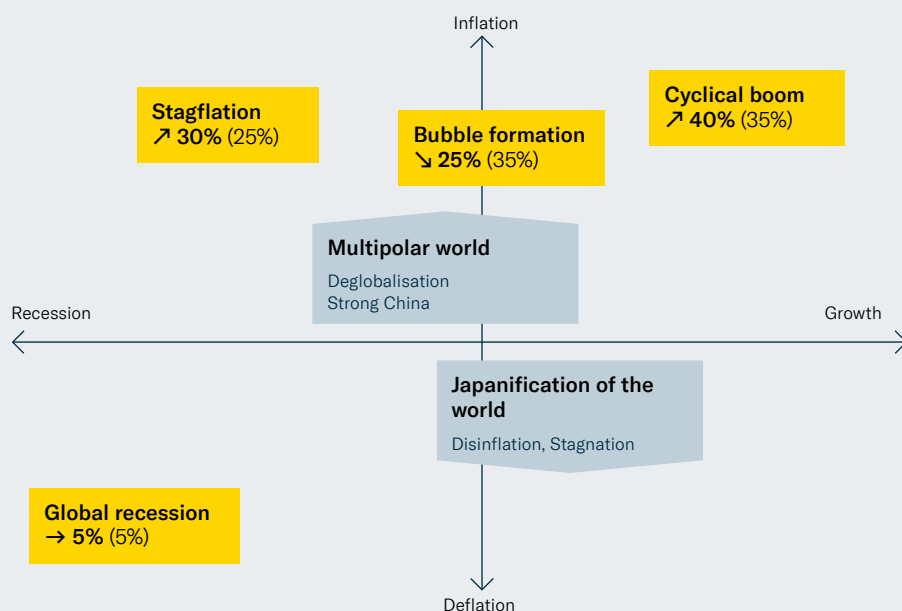 Inflation
Stagflation
↗ 30% (25%)
Cyclical boom
↗ 40% (35%)
Bubble formation
↘ 25% (35%)
Multipolar world
Deglobalisation
Strong China
Recession
Growth
Japanification of the
world
Disinflation, Stagnation
Global recession
→ 5% (5%)
Deflation